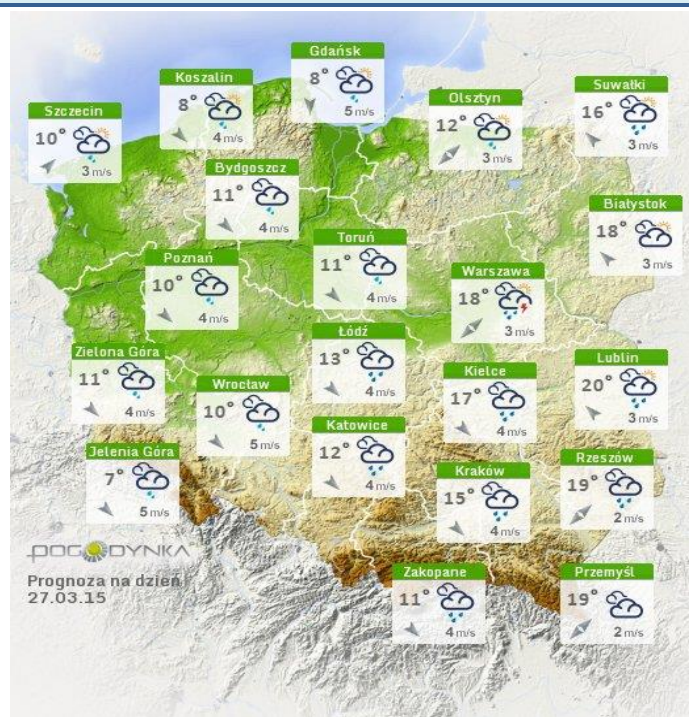 Gdańsk
8°
5 m/s
Koszalin
8°
4 m/s
Olsztyn
12°
3 m/s
Suwałki
16°
3 m/s
Szczecin
10°
3 m/s
Bydgoszcz
11°
4 m/s
Białystok
18°
3 m/s
Toruń
11°
4 m/s
Poznań
10°
4 m/s
Warszawa
18°
3 m/s
Łódź
13°
4 m/s
Zielona Góra
11°
4 m/s
Lublin
20°
3 m/s
Kielce
17°
4 m/s
Wrocław
10°
5 m/s
Katowice
12°
4 m/s
Jelenia Góra
7°
5 m/s
Rzeszów
19°
2 m/s
Kraków
15°
4 m/s
Zakopane
11°
4 m/s
Przemyśl
19°
2 m/s
POGODYNKA
Prognoza na dzień
27.03.15